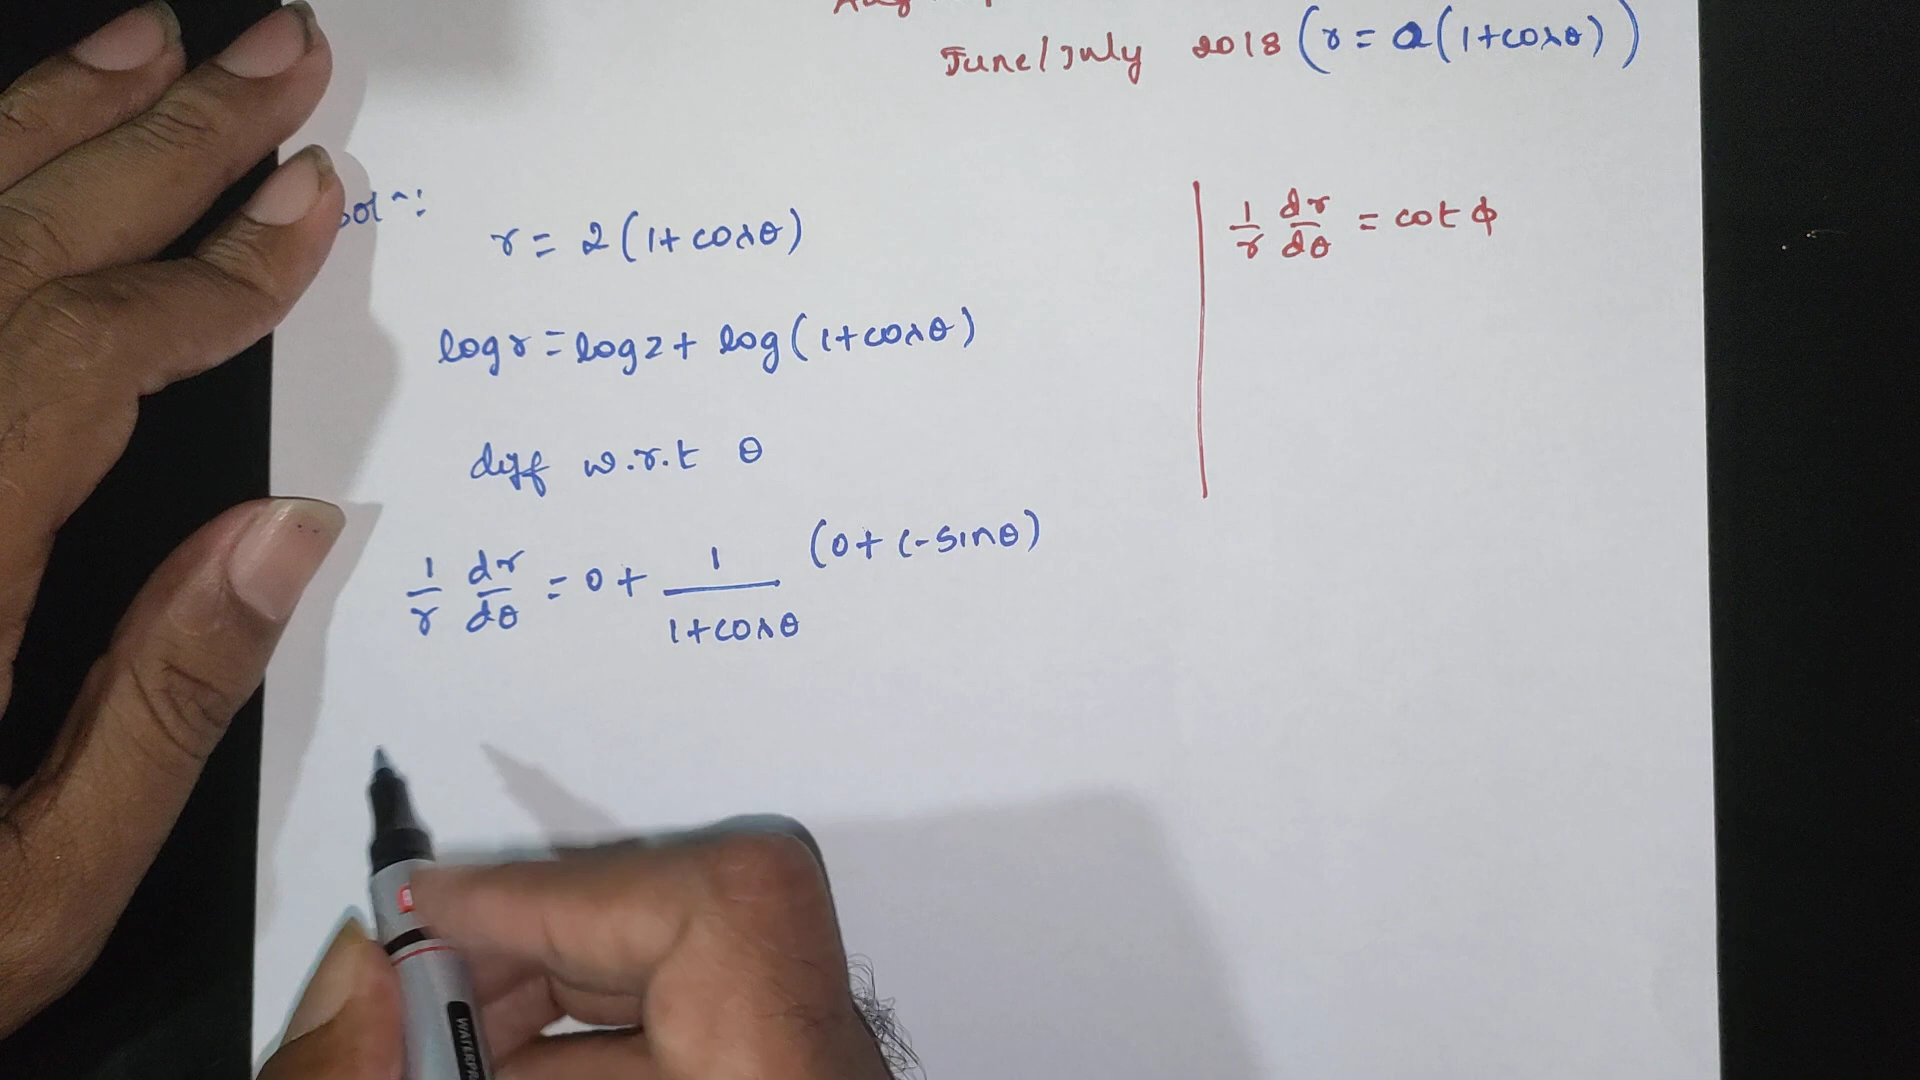 June/July 2018 (r = a(1+cosθ))
soln:
r = 2(1+cosθ)
1/r dr/dθ = cot ϕ
log r = log 2 + log(1+cosθ)
diff w.r.t θ
1/r dr/dθ = 0 + 1/1+cosθ (0+(-sinθ)